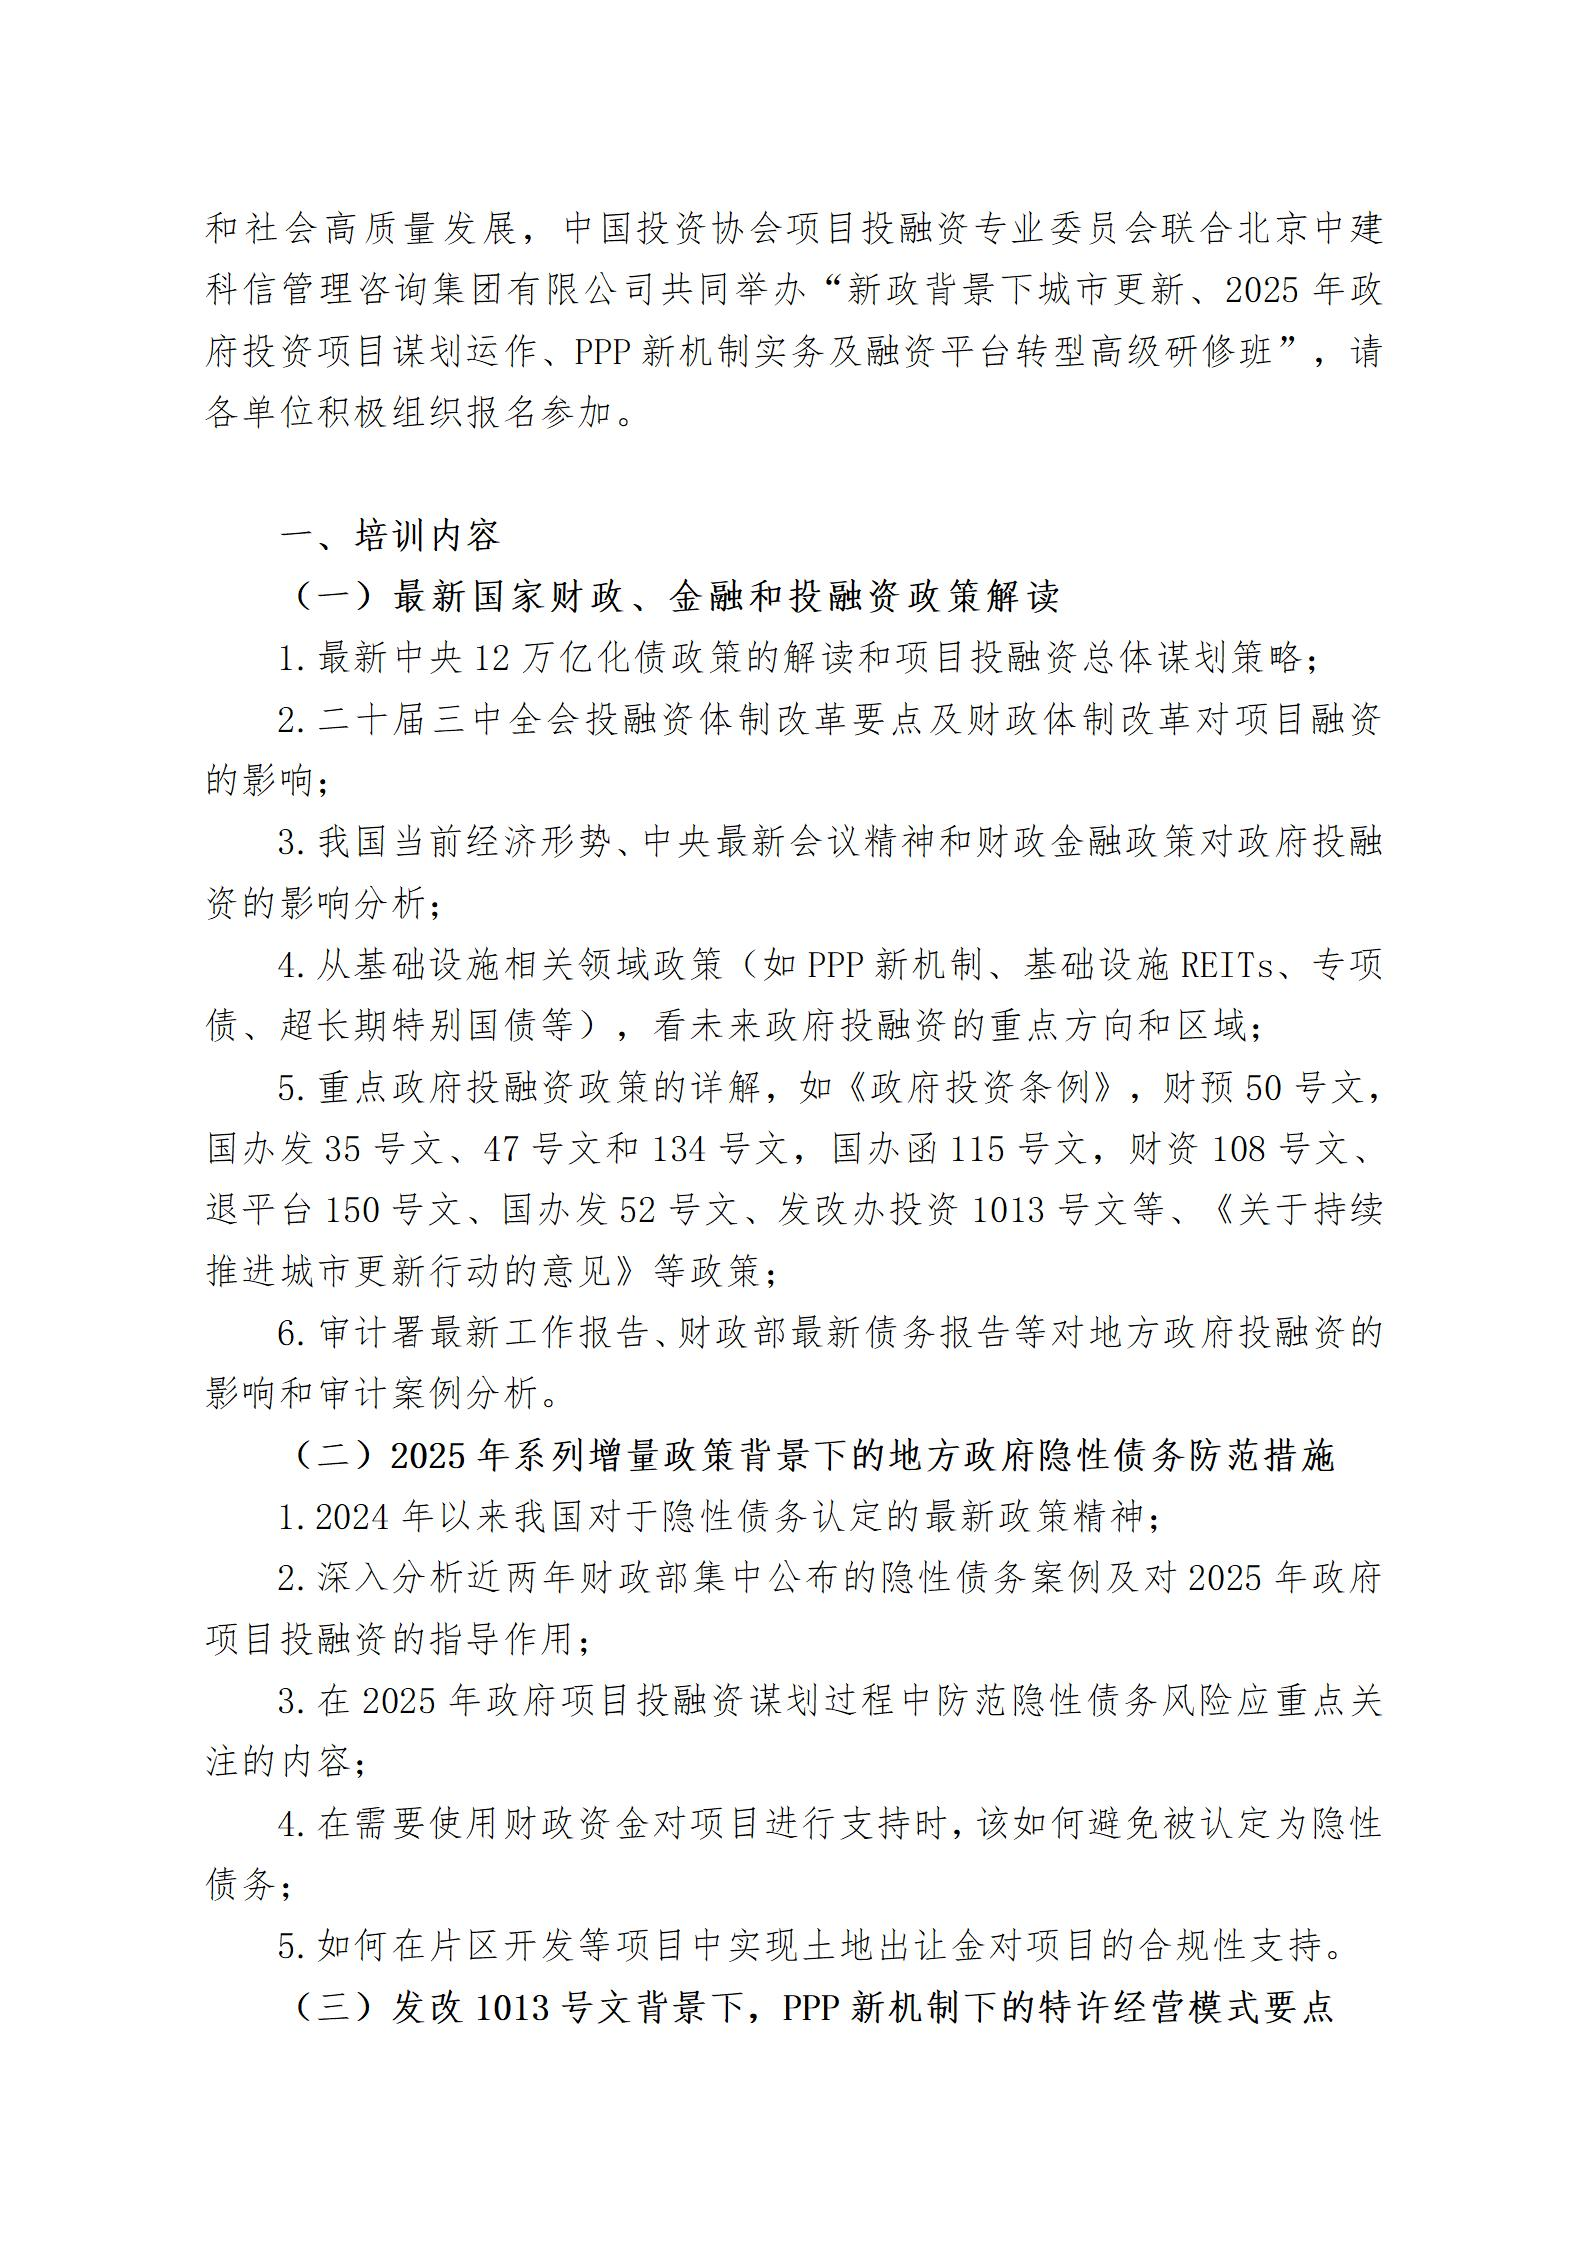 和社会高质量发展，中国投资协会项目投融资专业委员会联合北京中建
科信管理咨询集团有限公司共同举办“新政背景下城市更新、2025 年政
府投资项目谋划运作、PPP 新机制实务及融资平台转型高级研修班”，请
各单位积极组织报名参加。
一、培训内容
（一）最新国家财政、金融和投融资政策解读
1.最新中央 12 万亿化债政策的解读和项目投融资总体谋划策略；
2.二十届三中全会投融资体制改革要点及财政体制改革对项目融资
的影响；
3.我国当前经济形势、中央最新会议精神和财政金融政策对政府投融
资的影响分析；
4.从基础设施相关领域政策（如 PPP 新机制、基础设施 REITs、专项
债、超长期特别国债等），看未来政府投融资的重点方向和区域；
5.重点政府投融资政策的详解，如《政府投资条例》，财预 50 号文，
国办发 35 号文、47 号文和 134 号文，国办函 115 号文，财资 108 号文、
退平台 150 号文、国办发 52 号文、发改办投资 1013 号文等、《关于持续
推进城市更新行动的意见》等政策；
6.审计署最新工作报告、财政部最新债务报告等对地方政府投融资的
影响和审计案例分析。
（二）2025 年系列增量政策背景下的地方政府隐性债务防范措施
1.2024 年以来我国对于隐性债务认定的最新政策精神；
2.深入分析近两年财政部集中公布的隐性债务案例及对 2025 年政府
项目投融资的指导作用；
3.在 2025 年政府项目投融资谋划过程中防范隐性债务风险应重点关
注的内容；
4.在需要使用财政资金对项目进行支持时，该如何避免被认定为隐性
债务；
5.如何在片区开发等项目中实现土地出让金对项目的合规性支持。
（三）发改 1013 号文背景下，PPP 新机制下的特许经营模式要点